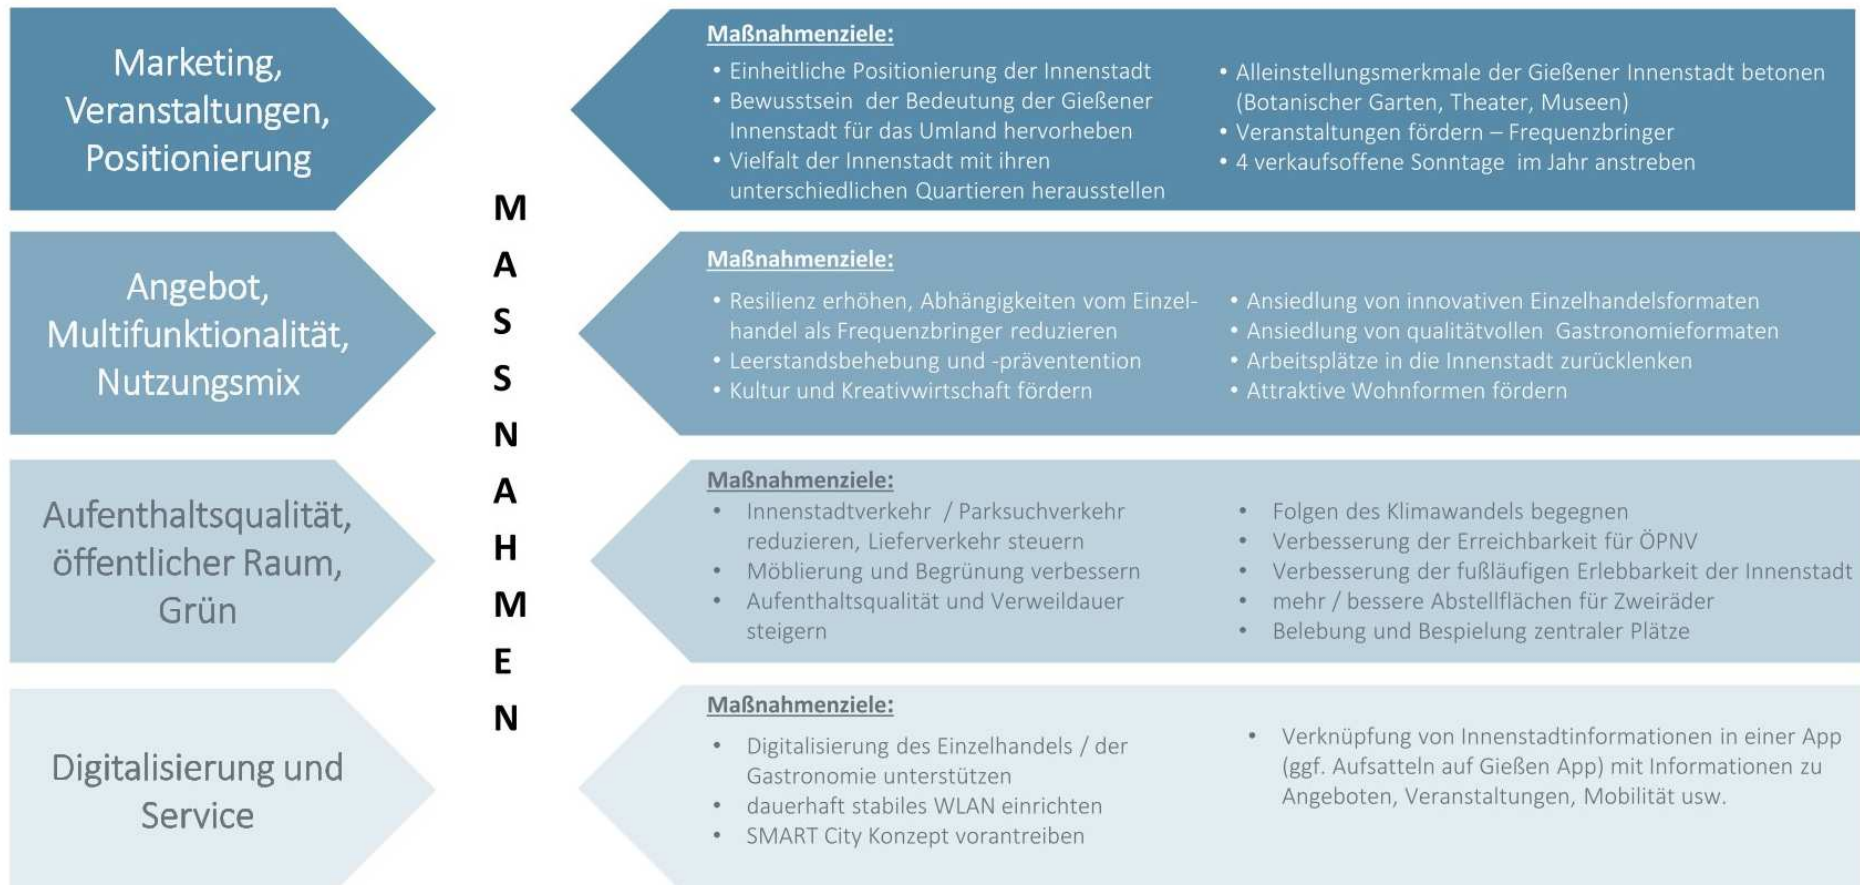 Marketing,
Veranstaltungen,
Positionierung
Maßnahmenziele:
• Einheitliche Positionierung der Innenstadt
• Bewusstsein der Bedeutung der Gießener
Innenstadt für das Umland hervorheben
• Vielfalt der Innenstadt mit ihren
unterschiedlichen Quartieren herausstellen
• Alleinstellungsmerkmale der Gießener Innenstadt betonen
(Botanischer Garten, Theater, Museen)
• Veranstaltungen fördern – Frequenzbringer
• 4 verkaufsoffene Sonntage im Jahr anstreben
M
A
S
S
N
A
H
M
E
N
Angebot,
Multifunktionalität,
Nutzungsmix
Maßnahmenziele:
• Resilienz erhöhen, Abhängigkeiten vom Einzel-
handel als Frequenzbringer reduzieren
• Leerstandsbehebung und -präventention
• Kultur und Kreativwirtschaft fördern
• Ansiedlung von innovativen Einzelhandelsformaten
• Ansiedlung von qualitätvollen Gastronomieformaten
• Arbeitsplätze in die Innenstadt zurücklenken
• Attraktive Wohnformen fördern
Aufenthaltsqualität,
öffentlicher Raum,
Grün
Maßnahmenziele:
• Innenstadtverkehr / Parksuchverkehr
reduzieren, Lieferverkehr steuern
• Möblierung und Begrünung verbessern
• Aufenthaltsqualität und Verweildauer
steigern
• Folgen des Klimawandels begegnen
• Verbesserung der Erreichbarkeit für ÖPNV
• Verbesserung der fußläufigen Erlebbarkeit der Innenstadt
• mehr / bessere Abstellflächen für Zweiräder
• Belebung und Bespielung zentraler Plätze
Digitalisierung und
Service
Maßnahmenziele:
• Digitalisierung des Einzelhandels / der
Gastronomie unterstützen
• dauerhaft stabiles WLAN einrichten
• SMART City Konzept vorantreiben
• Verknüpfung von Innenstadtinformationen in einer App
(ggf. Aufsatteln auf Gießen App) mit Informationen zu
Angeboten, Veranstaltungen, Mobilität usw.